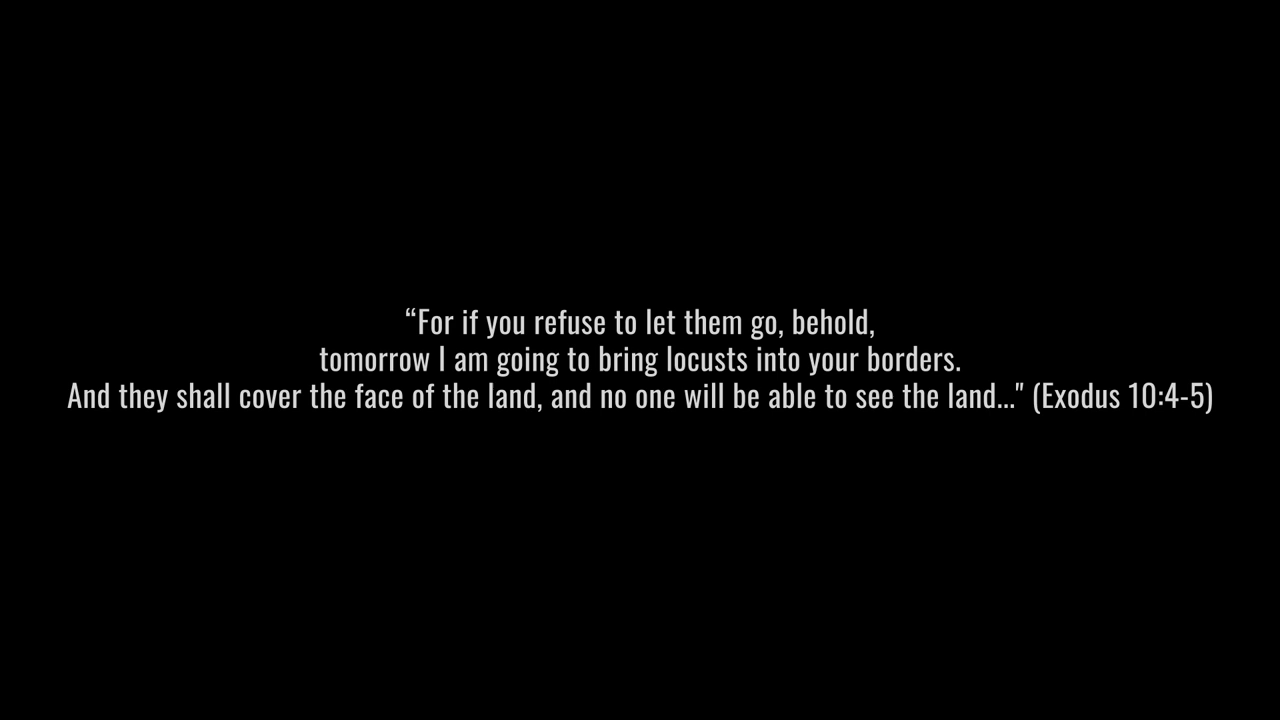 “For if you refuse to let them go, behold,
tomorrow I am going to bring locusts into your borders.
And they shall cover the face of the land, and no one will be able to see the land..." (Exodus 10:4-5)